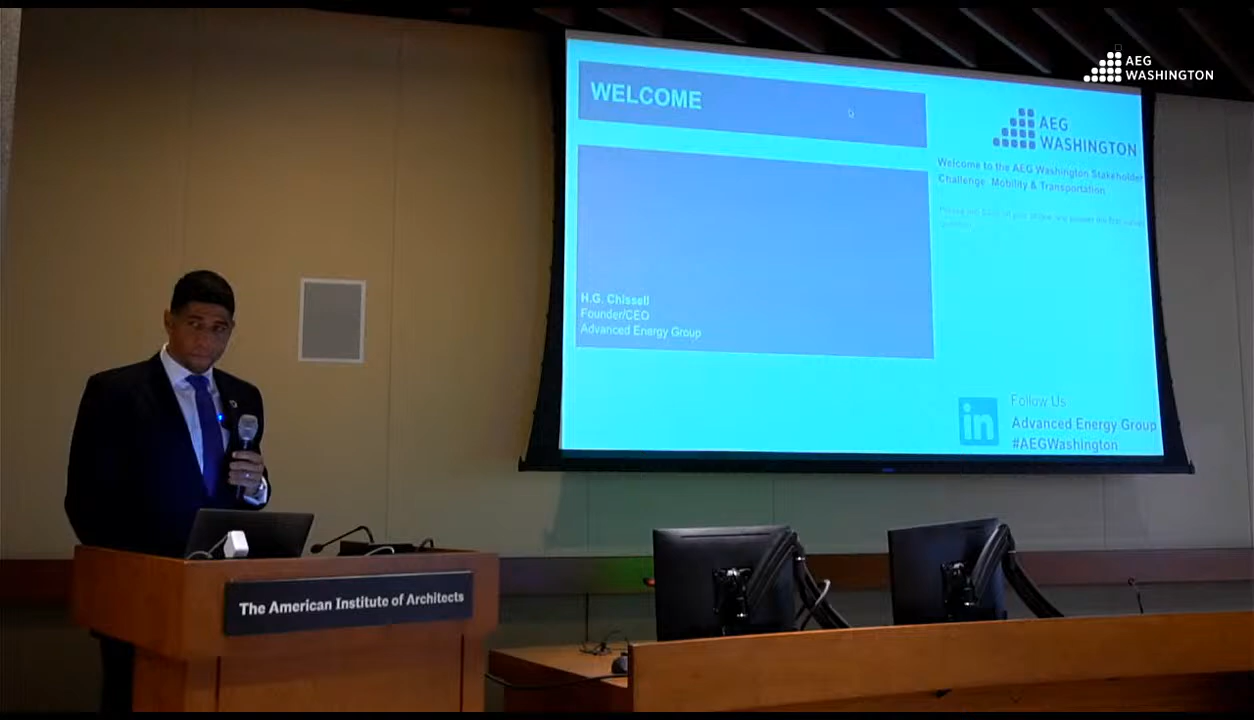 AEG
WASHINGTON
WELCOME
AEG
WASHINGTON
Welcome to the AEG Washington Stakeholder
Challenge: Mobility & Transportation
H.G. Chissell
Founder/CEO
Advanced Energy Group
in
Follow Us
Advanced Energy Group
#AEGWashington
The American Institute of Architects